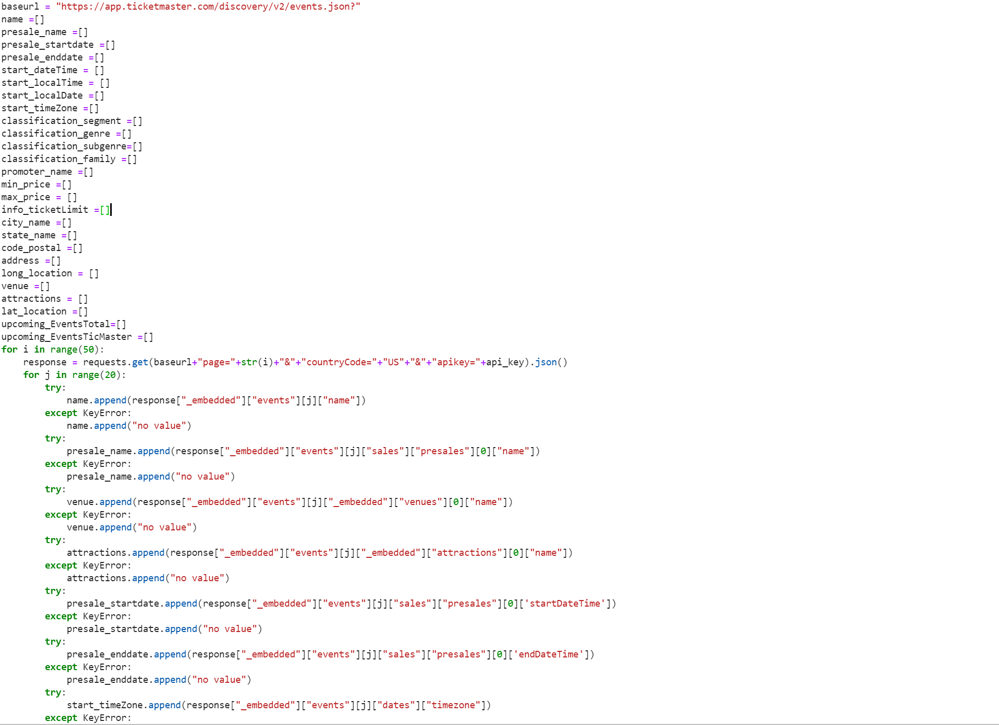 baseurl = "https://app.ticketmaster.com/discovery/v2/events.json?"
name =[]
presale_name =[]
presale_startdate =[]
presale_enddate =[]
start_dateTime = []
start_localTime = []
start_localDate =[]
start_timeZone =[]
classification_segment =[]
classification_genre =[]
classification_subgenre=[]
classification_family =[]
promoter_name =[]
min_price =[]
max_price = []
info_ticketLimit =[]
city_name =[]
state_name =[]
code_postal =[]
address =[]
long_location = []
venue =[]
attractions = []
lat_location =[]
upcoming_EventsTotal=[]
upcoming_EventsTicMaster =[]
for i in range(50):
    response = requests.get(baseurl+"page="+str(i)+"&"+"countryCode="+"US"+"&"+"apikey="+api_key).json()
    for j in range(20):
        try:
            name.append(response["_embedded"]["events"][j]["name"])
        except KeyError:
            name.append("no value")
        try:
            presale_name.append(response["_embedded"]["events"][j]["sales"]["presales"][0]["name"])
        except KeyError:
            presale_name.append("no value")
        try:
            venue.append(response["_embedded"]["events"][j]["_embedded"]["venues"][0]["name"])
        except KeyError:
            venue.append("no value")
        try:
            attractions.append(response["_embedded"]["events"][j]["_embedded"]["attractions"][0]["name"])
        except KeyError:
            attractions.append("no value")
        try:
            presale_startdate.append(response["_embedded"]["events"][j]["sales"]["presales"][0]['startDateTime'])
        except KeyError:
            presale_startdate.append("no value")
        try:
            presale_enddate.append(response["_embedded"]["events"][j]["sales"]["presales"][0]['endDateTime'])
        except KeyError:
            presale_enddate.append("no value")
        try:
            start_timeZone.append(response["_embedded"]["events"][j]["dates"]["timezone"])
        except KeyError: